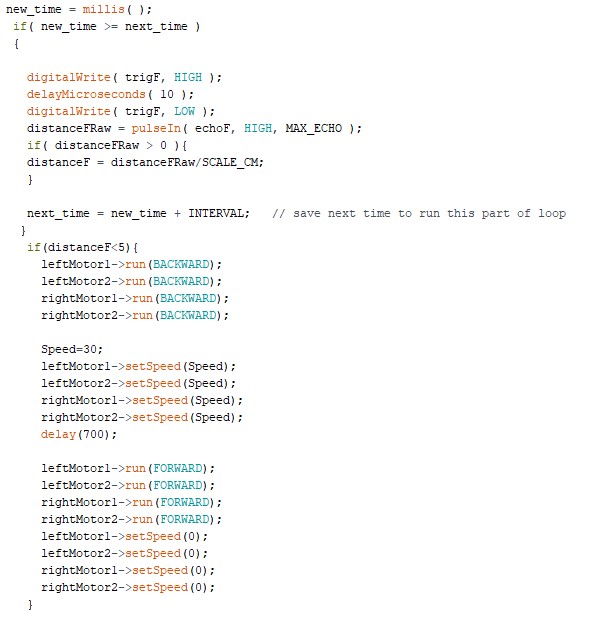 new_time = millis( );
if( new_time >= next_time )
{
digitalWrite( trigF, HIGH );
delayMicroseconds( 10 );
digitalWrite( trigF, LOW );
distanceFRaw = pulseIn( echoF, HIGH, MAX_ECHO );
if( distanceFRaw > 0 ){
distanceF = distanceFRaw/SCALE_CM;
}
next_time = new_time + INTERVAL;   // save next time to run this part of loop
}
if(distanceF<5){
leftMotor1->run(BACKWARD);
leftMotor2->run(BACKWARD);
rightMotor1->run(BACKWARD);
rightMotor2->run(BACKWARD);
Speed=30;
leftMotor1->setSpeed(Speed);
leftMotor2->setSpeed(Speed);
rightMotor1->setSpeed(Speed);
rightMotor2->setSpeed(Speed);
delay(700);
leftMotor1->run(FORWARD);
leftMotor2->run(FORWARD);
rightMotor1->run(FORWARD);
rightMotor2->run(FORWARD);
leftMotor1->setSpeed(0);
leftMotor2->setSpeed(0);
rightMotor1->setSpeed(0);
rightMotor2->setSpeed(0);
}